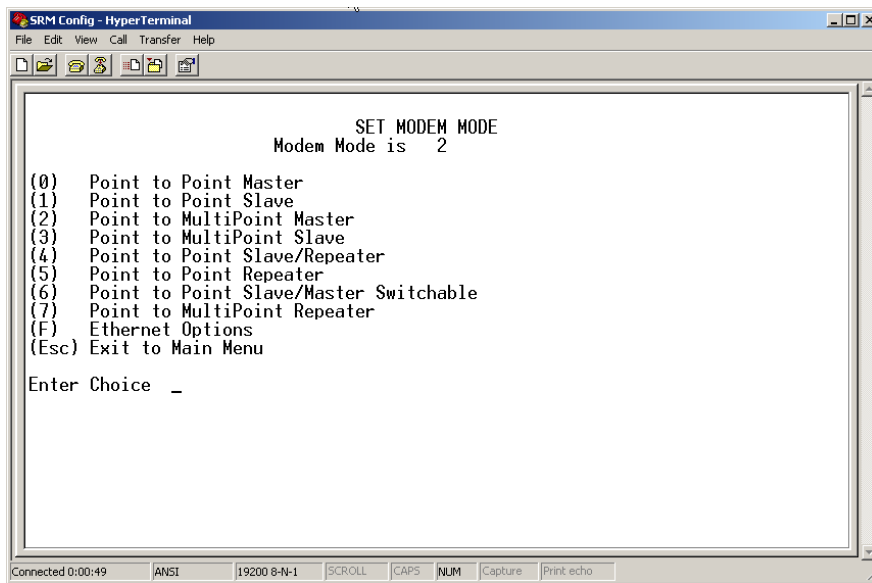 SRM Config - HyperTerminal
File Edit View Call Transfer Help
SET MODEM MODE
Modem Mode is 2
(0) Point to Point Master
(1) Point to Point Slave
(2) Point to MultiPoint Master
(3) Point to MultiPoint Slave
(4) Point to Point Slave/Repeater
(5) Point to Point Repeater
(6) Point to Point Slave/Master Switchable
(7) Point to MultiPoint Repeater
(F) Ethernet Options
(Esc) Exit to Main Menu
Enter Choice _
Connected 0:00:49 ANSI 19200 8-N-1 SCROLL CAPS NUM Capture Print echo